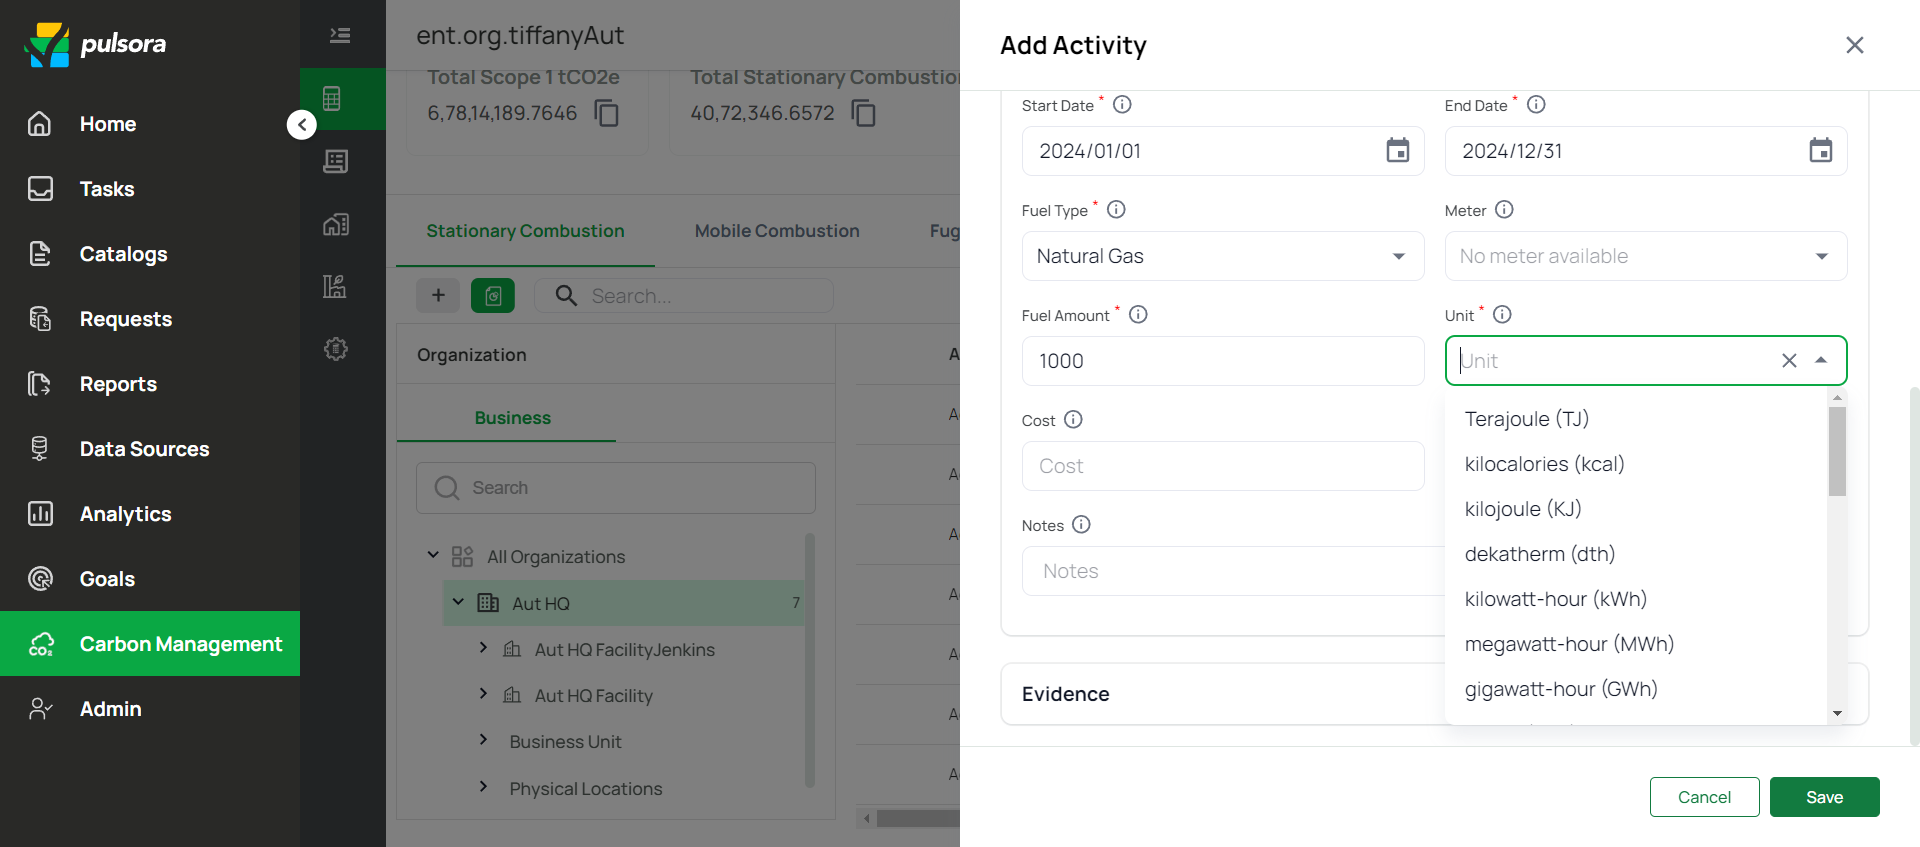 pulsora
Home
Tasks
Catalogs
Requests
Reports
Data Sources
Analytics
Goals
Carbon Management
Admin
ent.org.tiffanyAut
Total Scope 1 tCO2e
6,78,14,189.7646
Total Stationary Combustion
40,72,346.6572
Stationary Combustion
Mobile Combustion
Fug
Search...
Organization
Business
Search
All Organizations
Aut HQ 7
Aut HQ FacilityJenkins
Aut HQ Facility
Business Unit
Physical Locations
Add Activity
Start Date *
2024/01/01
End Date *
2024/12/31
Fuel Type *
Natural Gas
Meter
No meter available
Fuel Amount *
1000
Unit *
Unit
Terajoule (TJ)
kilocalories (kcal)
kilojoule (KJ)
dekatherm (dth)
kilowatt-hour (kWh)
megawatt-hour (MWh)
gigawatt-hour (GWh)
Cost
Cost
Notes
Notes
Evidence
Cancel
Save